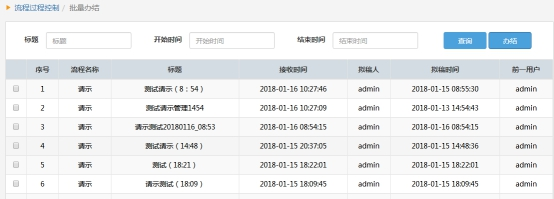 流程过程控制 / 批量办结
标题 标题 开始时间 开始时间 结束时间 结束时间 查询 办结
序号 流程名称 标题 接收时间 拟稿人 拟稿时间 前一用户
1 请示 测试请示（8：54） 2018-01-16 10:27:46 admin 2018-01-15 08:55:30 admin
2 请示 测试请示管理1454 2018-01-16 10:27:09 admin 2018-01-13 14:54:43 admin
3 请示 请示测试20180116_08:53 2018-01-16 08:54:15 admin 2018-01-16 08:54:15 admin
4 请示 测试请示（14:48） 2018-01-15 20:37:05 admin 2018-01-15 14:48:36 admin
5 请示 测试（18:21） 2018-01-15 18:22:01 admin 2018-01-15 18:22:01 admin
6 请示 请示测试（18:09） 2018-01-15 18:09:45 admin 2018-01-15 18:09:45 admin